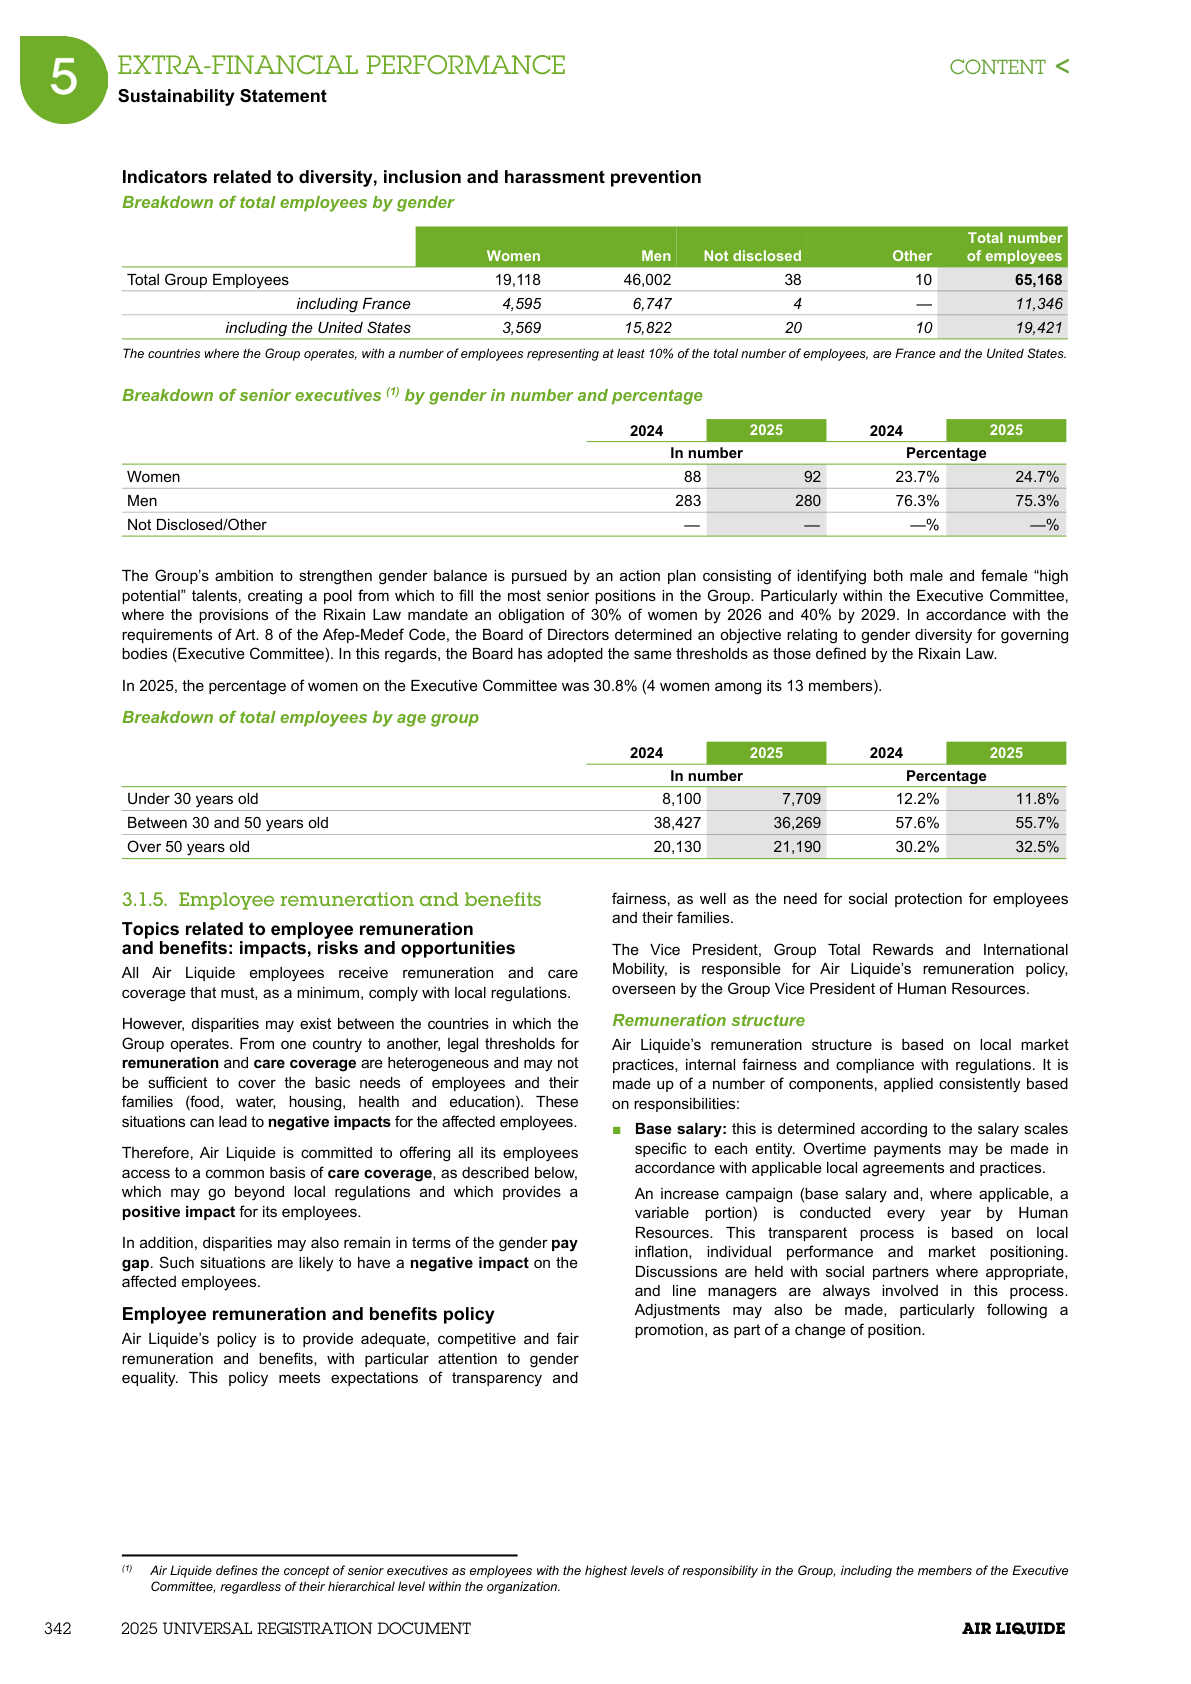 5
EXTRA-FINANCIAL PERFORMANCE
CONTENT <
Sustainability Statement
Indicators related to diversity, inclusion and harassment prevention
Breakdown of total employees by gender
Women Men Not disclosed Other Total number of employees
Total Group Employees 19,118 46,002 38 10 65,168
including France 4,595 6,747 4 — 11,346
including the United States 3,569 15,822 20 10 19,421
The countries where the Group operates, with a number of employees representing at least 10% of the total number of employees, are France and the United States.
Breakdown of senior executives (1) by gender in number and percentage
2024 2025 2024 2025
In number Percentage
Women 88 92 23.7% 24.7%
Men 283 280 76.3% 75.3%
Not Disclosed/Other — — —% —%
The Group's ambition to strengthen gender balance is pursued by an action plan consisting of identifying both male and female “high
potential” talents, creating a pool from which to fill the most senior positions in the Group. Particularly within the Executive Committee,
where the provisions of the Rixain Law mandate an obligation of 30% of women by 2026 and 40% by 2029. In accordance with the
requirements of Art. 8 of the Afep-Medef Code, the Board of Directors determined an objective relating to gender diversity for governing
bodies (Executive Committee). In this regards, the Board has adopted the same thresholds as those defined by the Rixain Law.
In 2025, the percentage of women on the Executive Committee was 30.8% (4 women among its 13 members).
Breakdown of total employees by age group
2024 2025 2024 2025
In number Percentage
Under 30 years old 8,100 7,709 12.2% 11.8%
Between 30 and 50 years old 38,427 36,269 57.6% 55.7%
Over 50 years old 20,130 21,190 30.2% 32.5%
3.1.5. Employee remuneration and benefits
Topics related to employee remuneration
and benefits: impacts, risks and opportunities
All Air Liquide employees receive remuneration and care
coverage that must, as a minimum, comply with local regulations.
However, disparities may exist between the countries in which the
Group operates. From one country to another, legal thresholds for
remuneration and care coverage are heterogeneous and may not
be sufficient to cover the basic needs of employees and their
families (food, water, housing, health and education). These
situations can lead to negative impacts for the affected employees.
Therefore, Air Liquide is committed to offering all its employees
access to a common basis of care coverage, as described below,
which may go beyond local regulations and which provides a
positive impact for its employees.
In addition, disparities may also remain in terms of the gender pay
gap. Such situations are likely to have a negative impact on the
affected employees.
Employee remuneration and benefits policy
Air Liquide's policy is to provide adequate, competitive and fair
remuneration and benefits, with particular attention to gender
equality. This policy meets expectations of transparency and
fairness, as well as the need for social protection for employees
and their families.
The Vice President, Group Total Rewards and International
Mobility, is responsible for Air Liquide's remuneration policy,
overseen by the Group Vice President of Human Resources.
Remuneration structure
Air Liquide's remuneration structure is based on local market
practices, internal fairness and compliance with regulations. It is
made up of a number of components, applied consistently based
on responsibilities:
■ Base salary: this is determined according to the salary scales
specific to each entity. Overtime payments may be made in
accordance with applicable local agreements and practices.
An increase campaign (base salary and, where applicable, a
variable portion) is conducted every year by Human
Resources. This transparent process is based on local
inflation, individual performance and market positioning.
Discussions are held with social partners where appropriate,
and line managers are always involved in this process.
Adjustments may also be made, particularly following a
promotion, as part of a change of position.
(1) Air Liquide defines the concept of senior executives as employees with the highest levels of responsibility in the Group, including the members of the Executive
Committee, regardless of their hierarchical level within the organization.
342 2025 UNIVERSAL REGISTRATION DOCUMENT AIR LIQUIDE